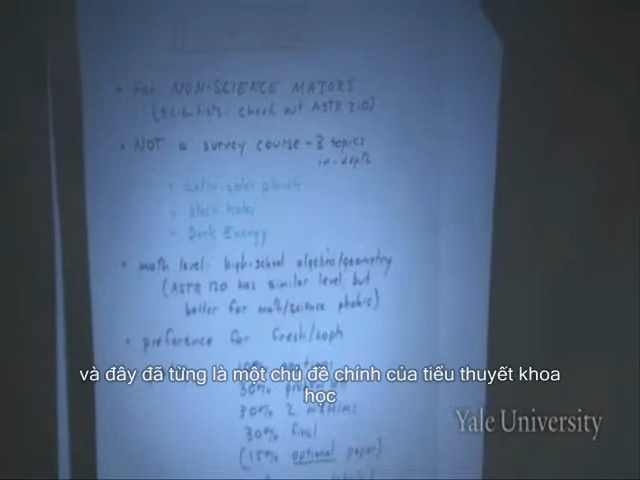 • For NON-SCIENCE MAJORS
(scientists: check out ASTR 210)
• NOT a survey course - 3 topics
in-depth
• Extra-solar planets
• Black holes
• Dark Energy
• math level: high-school algebra/geometry
(ASTR 120 has similar level, but
better for math/science phobic)
• preference for fresh/soph
và đây đã từng là một chủ đề chính của tiểu thuyết khoa
học
30%
30% 2
30% final
(15% optional paper)
Yale University